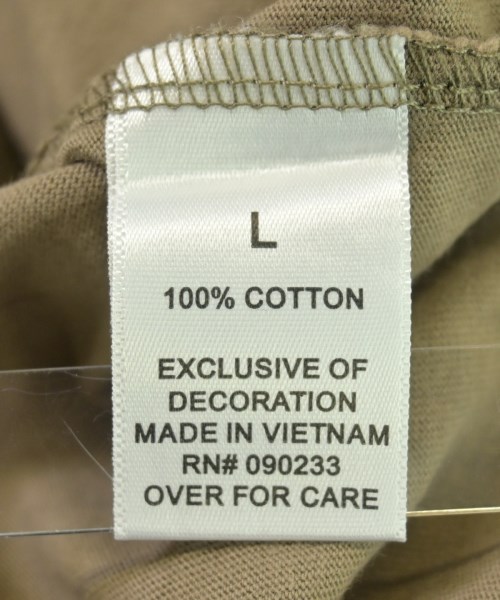 L
100% COTTON
EXCLUSIVE OF
DECORATION
MADE IN VIETNAM
RN# 090233
OVER FOR CARE